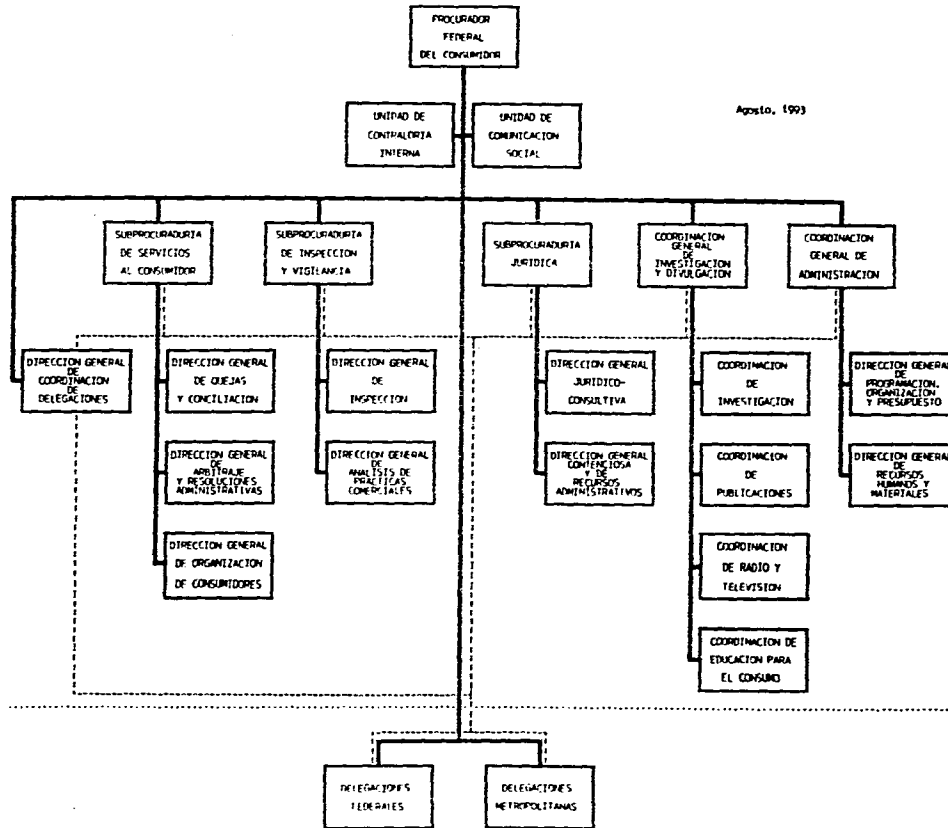 PROCURADOR
FEDERAL
DEL CONSUMIDOR
Agosto, 1993
UNIDAD DE
CONTRALORIA
INTERNA
UNIDAD DE
COMUNICACION
SOCIAL
SUBPROCURADURIA
DE SERVICIOS
AL CONSUMIDOR
SUBPROCURADURIA
DE INSPECCION
Y VIGILANCIA
SUBPROCURADURIA
JURIDICA
COORDINACION
GENERAL
DE
INVESTIGACION
Y DIVULGACION
COORDINACION
GENERAL DE
ADMINISTRACION
DIRECCION GENERAL
DE
COORDINACION
DE
DELEGACIONES
DIRECCION GENERAL
DE QUEJAS
Y CONCILIACION
DIRECCION GENERAL
DE
INSPECCION
DIRECCION GENERAL
JURIDICO-
CONSULTIVA
COORDINACION
DE
INVESTIGACION
DIRECCION GENERAL
DE
PROGRAMACION,
ORGANIZACION
Y PRESUPUESTO
DIRECCION GENERAL
DE
ARBITRAJE
Y RESOLUCIONES
ADMINISTRATIVAS
DIRECCION GENERAL
DE
ANALISIS DE
PRACTICAS
COMERCIALES
DIRECCION GENERAL
CONTENCIOSA
Y DE
RECURSOS
ADMINISTRATIVOS
COORDINACION
DE
PUBLICACIONES
DIRECCION GENERAL
DE
RECURSOS
HUMANOS Y
MATERIALES
DIRECCION GENERAL
DE ORGANIZACION
DE CONSUMIDORES
COORDINACION
DE RADIO Y
TELEVISION
COORDINACION DE
EDUCACION PARA
EL CONSUMO
DELEGACIONES
FEDERALES
DELEGACIONES
METROPOLITANAS